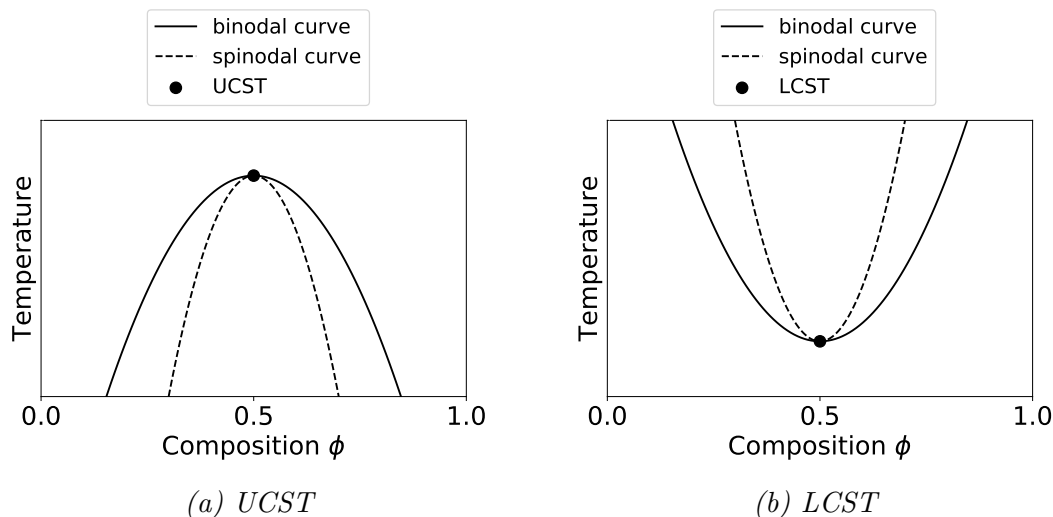 binodal curve
spinodal curve
UCST
Temperature
0.0 0.5 1.0
Composition ϕ
(a) UCST
binodal curve
spinodal curve
LCST
Temperature
0.0 0.5 1.0
Composition ϕ
(b) LCST